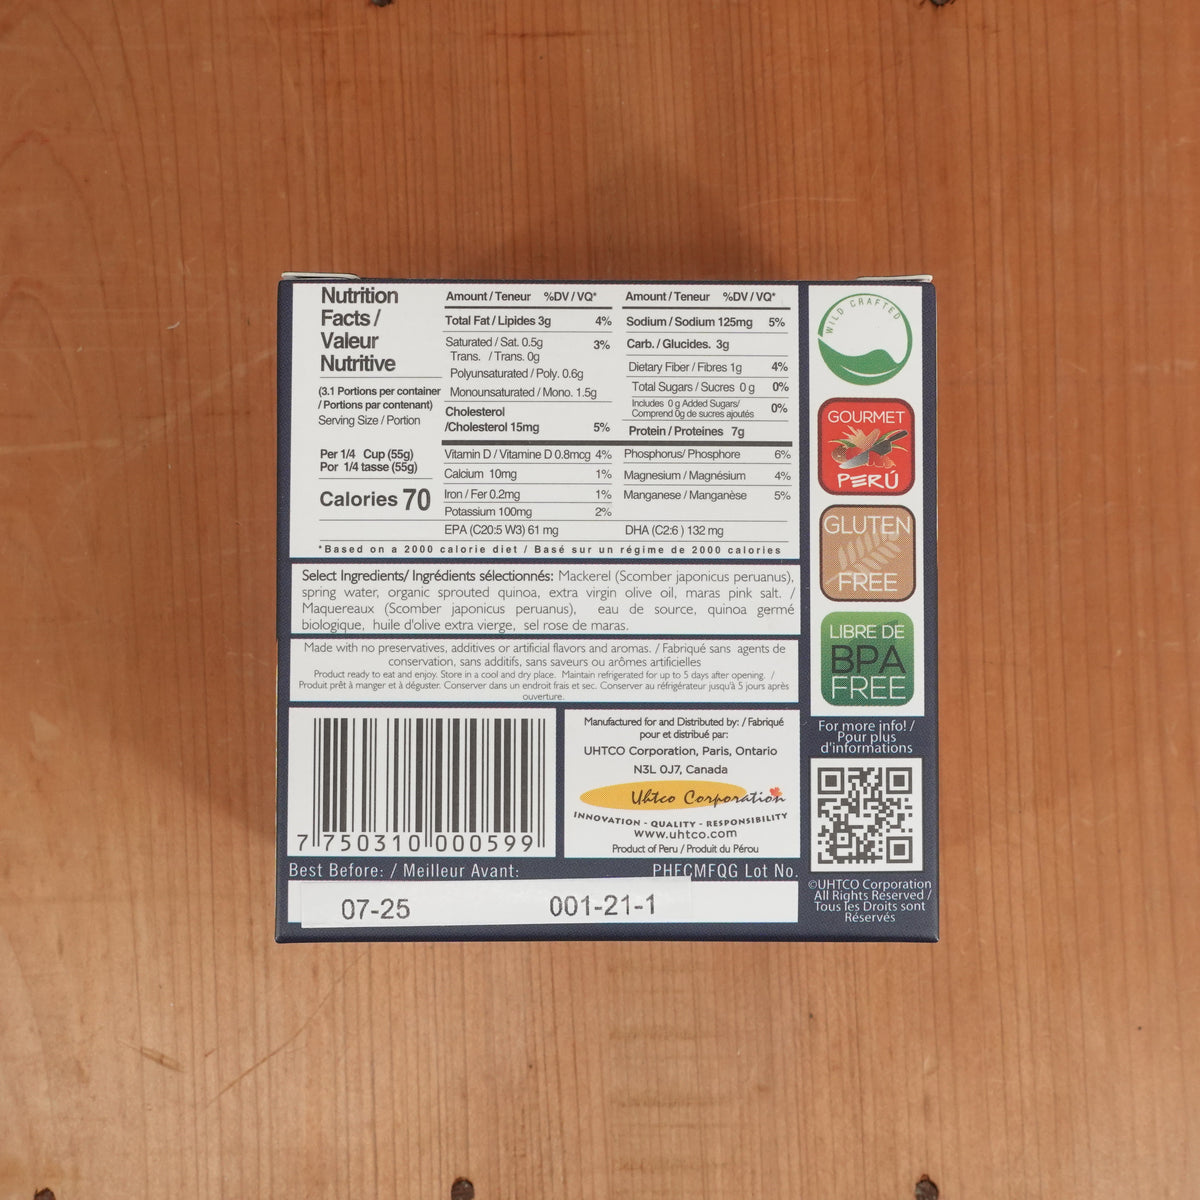 Nutrition
Facts /
Valeur
Nutritive
(3.1 Portions per container
/ Portions par contenant)
Serving Size / Portion
Per 1/4 Cup (55g)
Por 1/4 tasse (55g)
Calories 70
Amount / Teneur %DV / VQ*
Total Fat / Lipides 3g 4%
Saturated / Sat. 0.5g 3%
Trans. / Trans. 0g
Polyunsaturated / Poly. 0.6g
Monounsaturated / Mono. 1.5g
Cholesterol
/Cholesterol 15mg 5%
Vitamin D / Vitamine D 0.8mcg 4%
Calcium 10mg 1%
Iron / Fer 0.2mg 1%
Potassium 100mg 2%
EPA (C20:5 W3) 61 mg
Amount / Teneur %DV / VQ*
Sodium / Sodium 125mg 5%
Carb. / Glucides. 3g
Dietary Fiber / Fibres 1g 4%
Total Sugars / Sucres 0 g 0%
Includes 0 g Added Sugars/
Comprend 0g de sucres ajoutés 0%
Protein / Proteines 7g
Phosphorus/ Phosphore 6%
Magnesium / Magnésium 4%
Manganese / Manganèse 5%
DHA (C2:6 ) 132 mg
*Based on a 2000 calorie diet / Basé sur un régime de 2000 calories
Select Ingredients/ Ingrédients sélectionnés: Mackerel (Scomber japonicus peruanus),
spring water, organic sprouted quinoa, extra virgin olive oil, maras pink salt. /
Maquereaux (Scomber japonicus peruanus), eau de source, quinoa germé
biologique, huile d'olive extra vierge, sel rose de maras.
Made with no preservatives, additives or artificial flavors and aromas. / Fabriqué sans agents de
conservation, sans additifs, sans saveurs ou arômes artificielles
Product ready to eat and enjoy. Store in a cool and dry place. Maintain refrigerated for up to 5 days after opening. /
Produit prêt à manger et à déguster. Conserver dans un endroit frais et sec. Conserver au réfrigérateur jusqu'à 5 jours après
ouverture.
7 750310 000599
Manufactured for and Distributed by: / Fabriqué
pour et distribué par:
UHTCO Corporation, Paris, Ontario
N3L 0J7, Canada
Uhtco Corporation
INNOVATION - QUALITY - RESPONSIBILITY
www.uhtco.com
Product of Peru / Produit du Pérou
Best Before: / Meilleur Avant: PHFCMFQG Lot No.
07-25 001-21-1
WILD CRAFTED
GOURMET
PERÚ
GLUTEN
FREE
LIBRE DE
BPA
FREE
For more info! /
Pour plus
d'informations
©UHTCO Corporation
All Rights Reserved /
Tous les Droits sont
Réservés